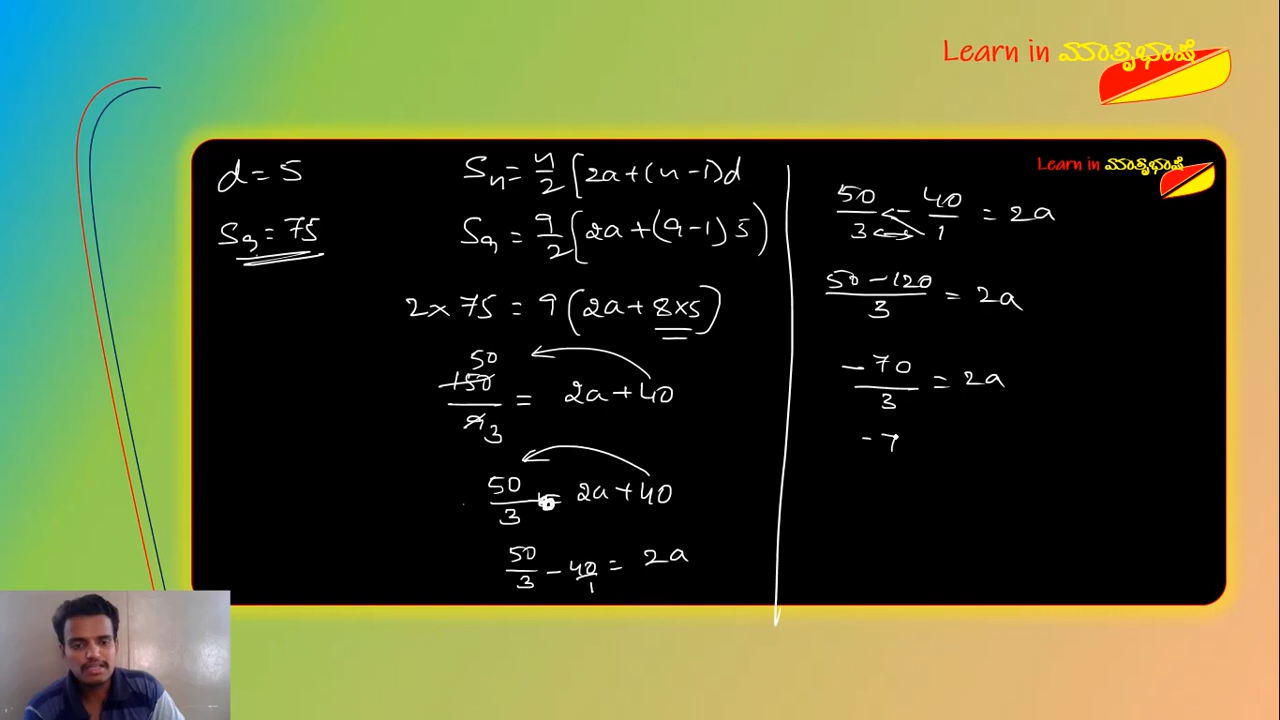 Learn in ಮಾತೃಭಾಷೆ
Learn in ಮಾತೃಭಾಷೆ
d = 5
S9 = 75
Sn = n/2 [2a + (n - 1)d
S9 = 9/2 [2a + (9 - 1) 5)
2 x 75 = 9 (2a + 8x5)
50
150/9 3 = 2a + 40
50/3 = 2a + 40
50/3 - 40/1 = 2a
50/3 - 40/1 = 2a
50 - 120/3 = 2a
- 70/3 = 2a
- 7